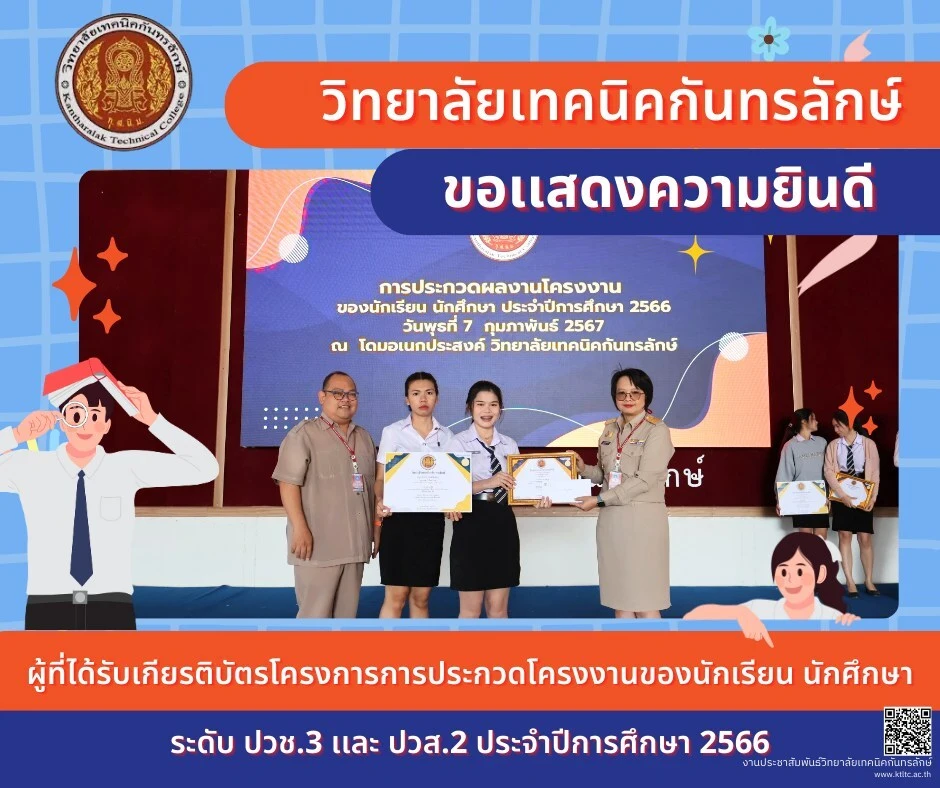 วิทยาลัยเทคนิคกันทรลักษ์
Kantharalak Technical College
วิทยาลัยเทคนิคกันทรลักษ์
ขอแสดงความยินดี
การประกวดผลงานโครงงาน
ของนักเรียน นักศึกษา ประจำปีการศึกษา 2566
วันพุธที่ 7 กุมภาพันธ์ 2567
ณ โดมอเนกประสงค์ วิทยาลัยเทคนิคกันทรลักษ์
กษ์
ผู้ที่ได้รับเกียรติบัตรโครงการการประกวดโครงงานของนักเรียน นักศึกษา
ระดับ ปวช.3 และ ปวส.2 ประจำปีการศึกษา 2566
งานประชาสัมพันธ์วิทยาลัยเทคนิคกันทรลักษ์
www.ktltc.ac.th